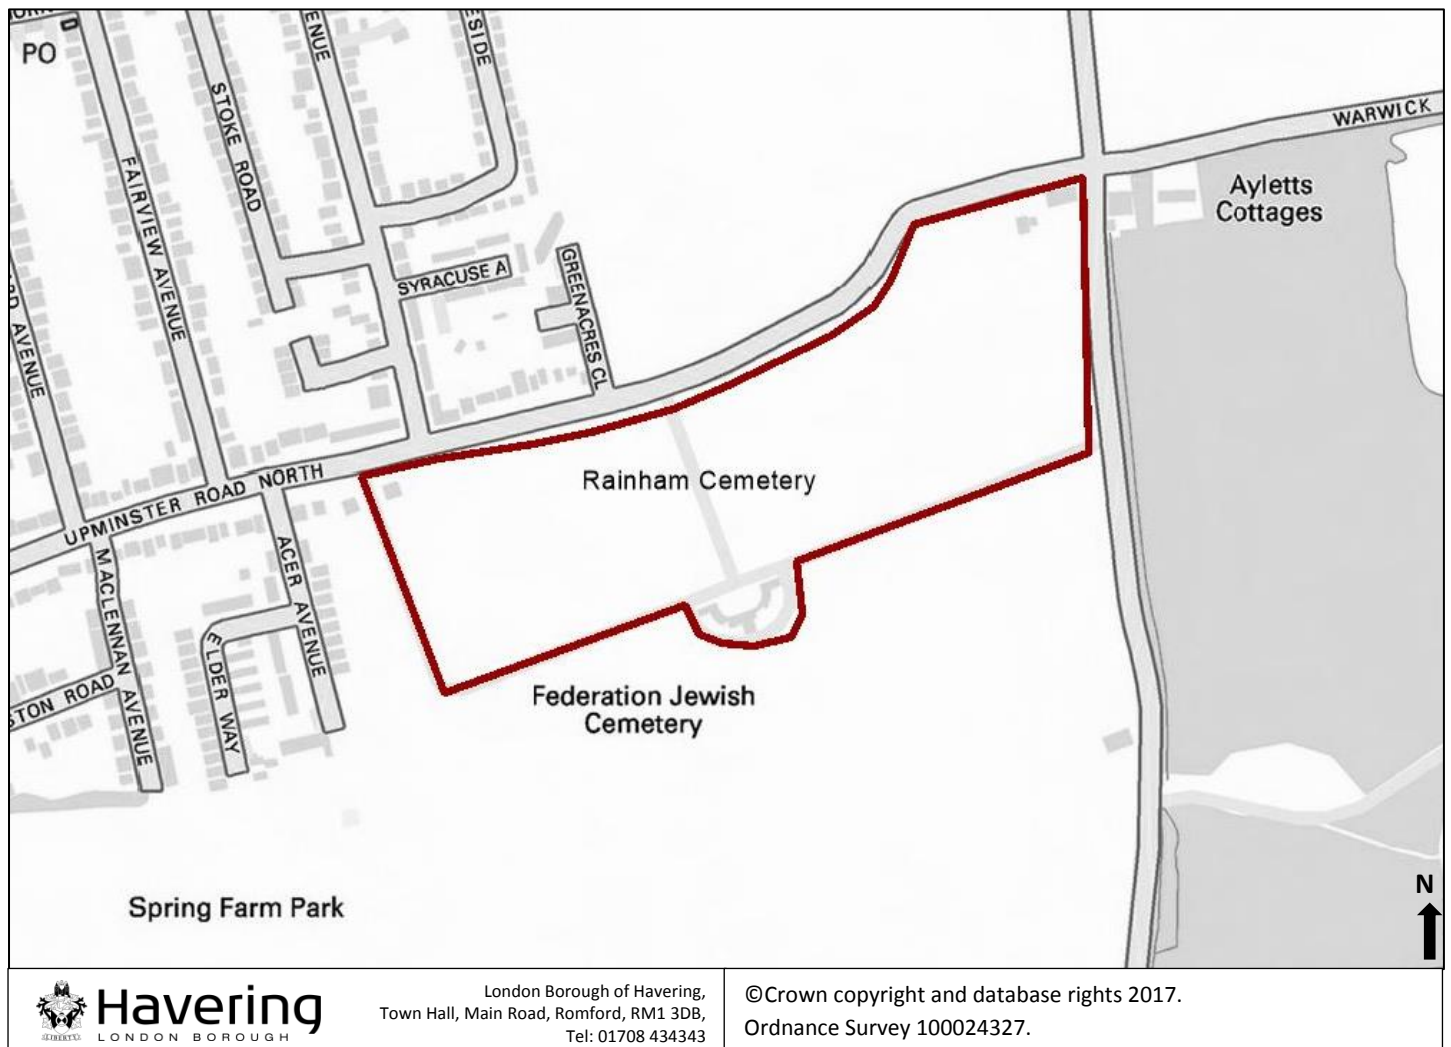 PO
STOKE ROAD
ENUE
ESIDE
WARWICK
FAIRVIEW AVENUE
Ayletts
Cottages
SYRACUSE A
GREENACRES CL
AVENUE
Rainham Cemetery
UPMINSTER ROAD NORTH
MACLENNAN AVENUE
ACER AVENUE
ELDER WAY
STON ROAD
Federation Jewish
Cemetery
Spring Farm Park
N
Havering
LONDON BOROUGH
LIBERTY
London Borough of Havering,
Town Hall, Main Road, Romford, RM1 3DB,
Tel: 01708 434343
©Crown copyright and database rights 2017.
Ordnance Survey 100024327.